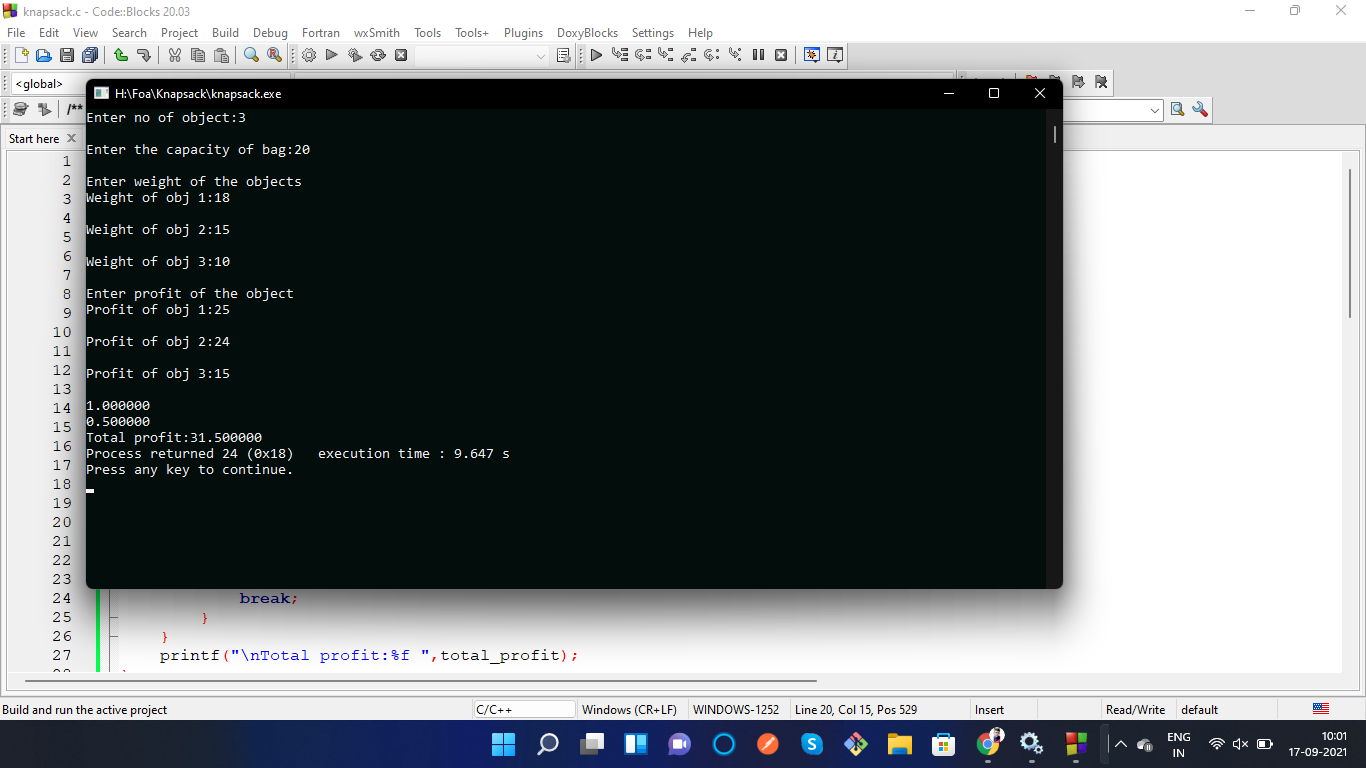 knapsack.c - Code::Blocks 20.03
File Edit View Search Project Build Debug Fortran wxSmith Tools Tools+ Plugins DoxyBlocks Settings Help
<global>
/**
H:\Foa\Knapsack\knapsack.exe
Start here
Enter no of object:3
Enter the capacity of bag:20
Enter weight of the objects
Weight of obj 1:18
Weight of obj 2:15
Weight of obj 3:10
Enter profit of the object
Profit of obj 1:25
Profit of obj 2:24
Profit of obj 3:15
1.000000
0.500000
Total profit:31.500000
Process returned 24 (0x18)   execution time : 9.647 s
Press any key to continue.
1
2
3
4
5
6
7
8
9
10
11
12
13
14
15
16
17
18
19
20
21
22
23
24 break;
25 }
26 }
27 printf("\nTotal profit:%f ",total_profit);
28
Build and run the active project C/C++ Windows (CR+LF) WINDOWS-1252 Line 20, Col 15, Pos 529 Insert Read/Write default
ENG
IN
10:01
17-09-2021